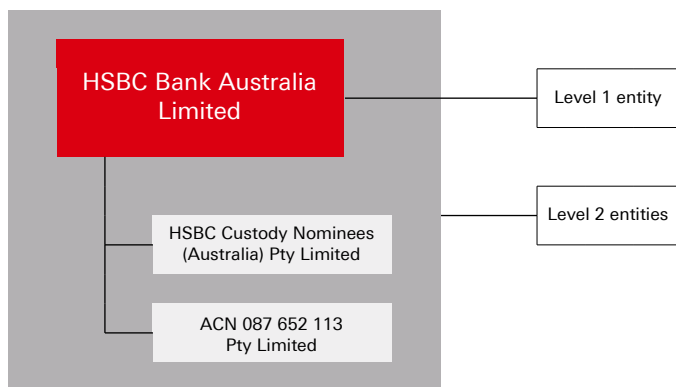 HSBC Bank Australia
Limited
Level 1 entity
Level 2 entities
HSBC Custody Nominees
(Australia) Pty Limited
ACN 087 652 113
Pty Limited